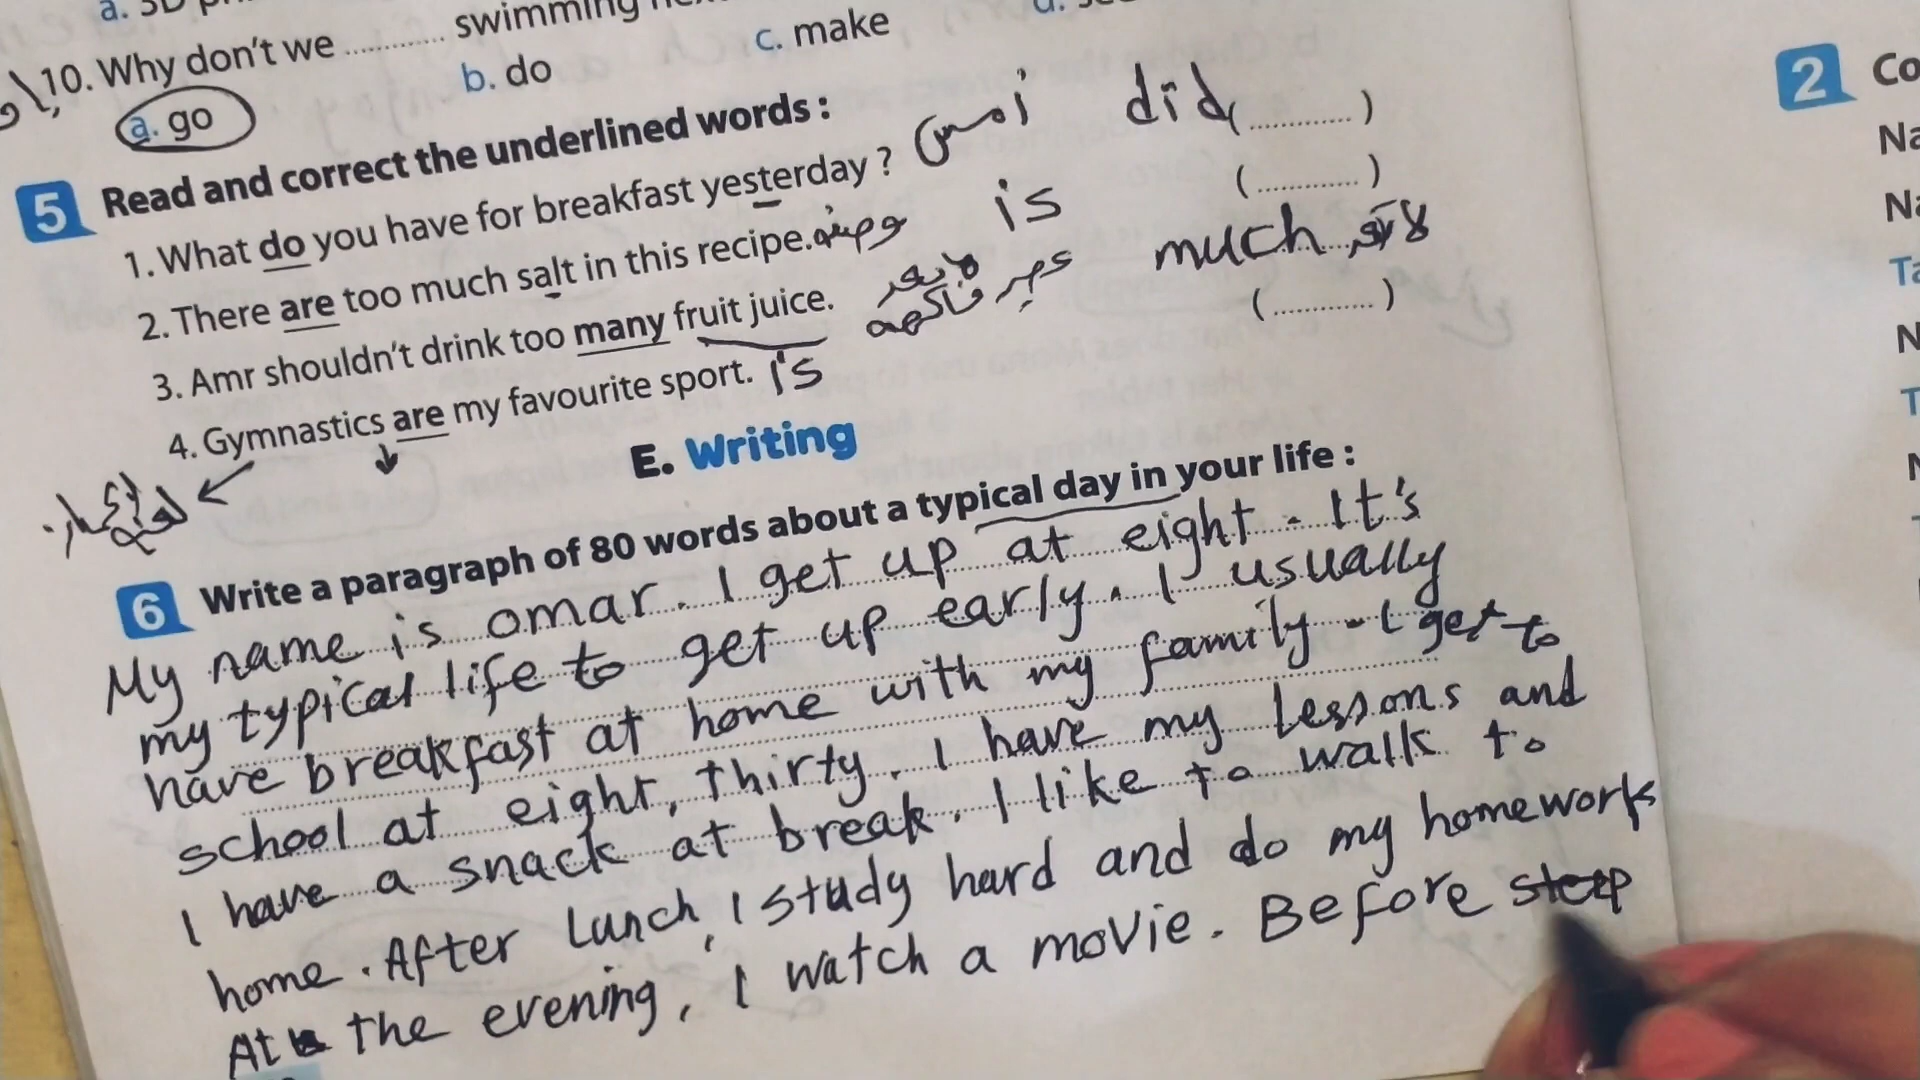 10. Why don't we ............ swimming
a. go
b. do
c. make
5 Read and correct the underlined words :
1. What do you have for breakfast yesterday ? أمس did (............)
2. There are too much salt in this recipe. وصفه is (............)
3. Amr shouldn't drink too many fruit juice. عصير فاكهه much
4. Gymnastics are my favourite sport. is (............)
E. Writing
6 Write a paragraph of 80 words about a typical day in your life :
My name is omar. I get up at eight. It's
my typical life to get up early. I usually
have breakfast at home with my family. I get to
school at eight, thirty. I have my lessons and
I have a snack at break. I like to walk to
home. After Lunch, I study hard and do my homework
At the evening, I watch a movie. Before
2 Co